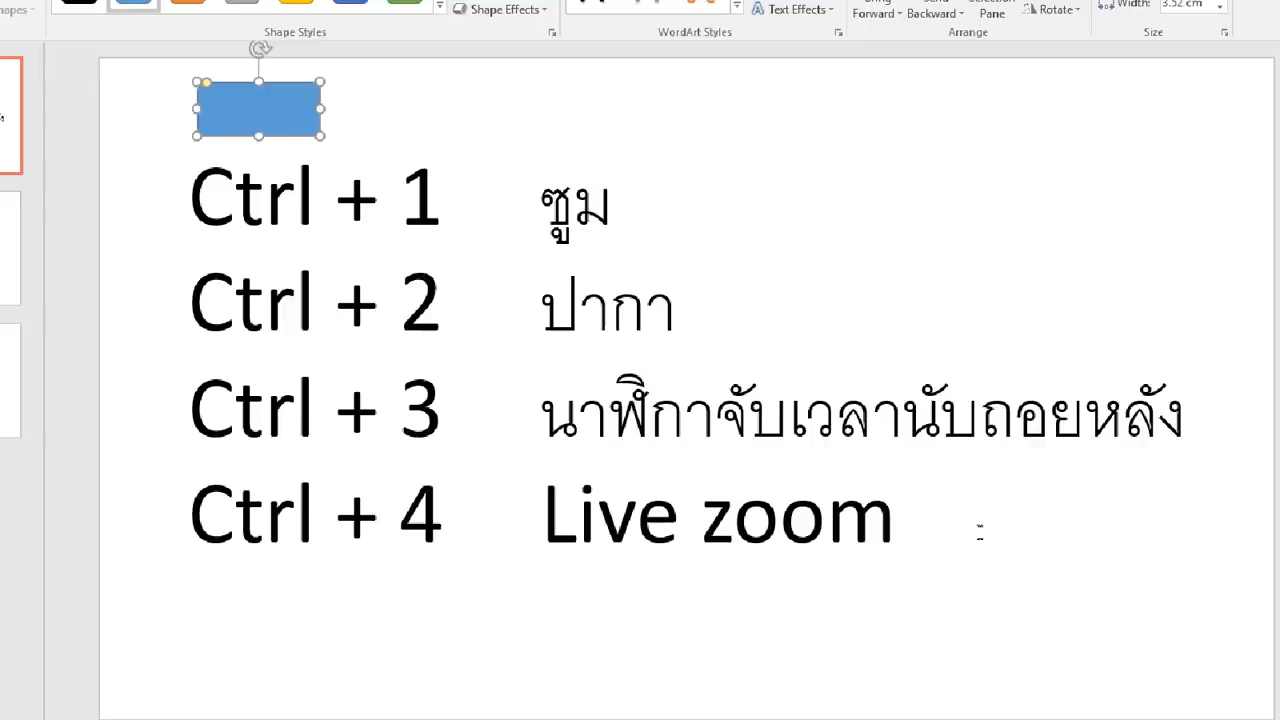 Shape Effects
Text Effects
Forward Backward Pane Rotate
Width: 3.52 cm
Shape Styles WordArt Styles Arrange Size
Ctrl + 1 ซูม
Ctrl + 2 ปากา
Ctrl + 3 นาฬิกาจับเวลานับถอยหลัง
Ctrl + 4 Live zoom